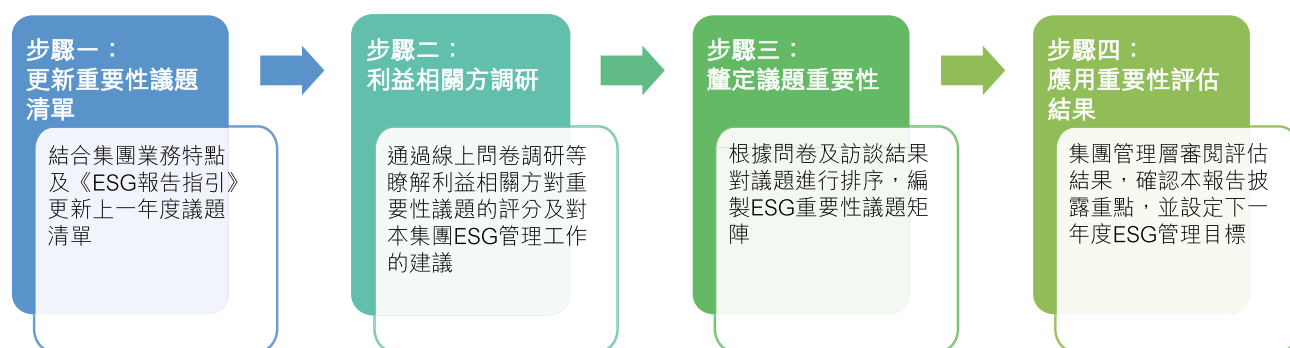 步驟一：
更新重要性議題
清單
結合集團業務特點
及《ESG報告指引》
更新上一年度議題
清單
步驟二：
利益相關方調研
通過線上問卷調研等
瞭解利益相關方對重
要性議題的評分及對
本集團ESG管理工作
的建議
步驟三：
釐定議題重要性
根據問卷及訪談結果
對議題進行排序，編
製ESG重要性議題矩
陣
步驟四：
應用重要性評估
結果
集團管理層審閱評估
結果，確認本報告披
露重點，並設定下一
年度ESG管理目標